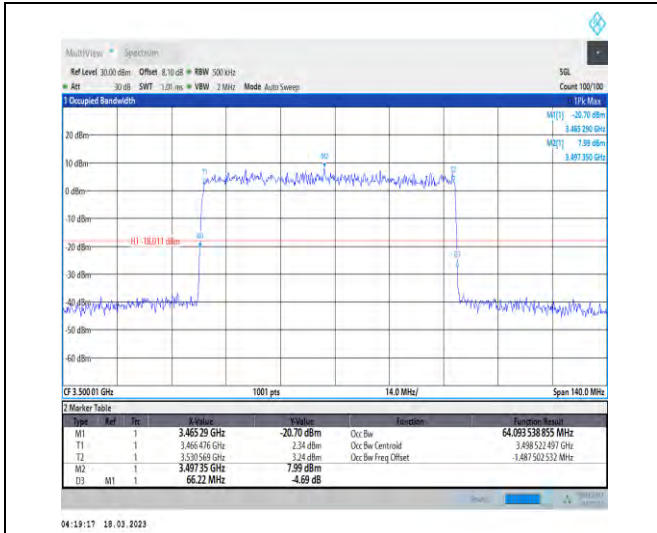 MultiView Spectrum
Ref Level 30.00 dBm Offset 8.10 dB RBW 500 kHz SGL
Att 30 dB SWT 1.01 ms VBW 2 MHz Mode Auto Sweep Count 100/100
1 Occupied Bandwidth 1Pk Max
M1[1] -20.70 dBm
3.465 290 GHz
M2[1] 7.99 dBm
3.497 350 GHz
20 dBm
10 dBm
T1 M2 T2
0 dBm
-10 dBm
H1 -18.011 dBm
-20 dBm
D3
-30 dBm
-40 dBm
-50 dBm
-60 dBm
CF 3.500 01 GHz 1001 pts 14.0 MHz/ Span 140.0 MHz
2 Marker Table
Type Ref Trc X-Value Y-Value Function Function Result
M1 1 3.465 29 GHz -20.70 dBm Occ Bw 64.093 538 855 MHz
T1 1 3.466 476 GHz 2.34 dBm Occ Bw Centroid 3.498 522 497 GHz
T2 1 3.530 569 GHz 3.24 dBm Occ Bw Freq Offset -1.487 502 532 MHz
M2 1 3.497 35 GHz 7.99 dBm
D3 M1 1 66.22 MHz -4.69 dB
04:19:17 18.03.2023